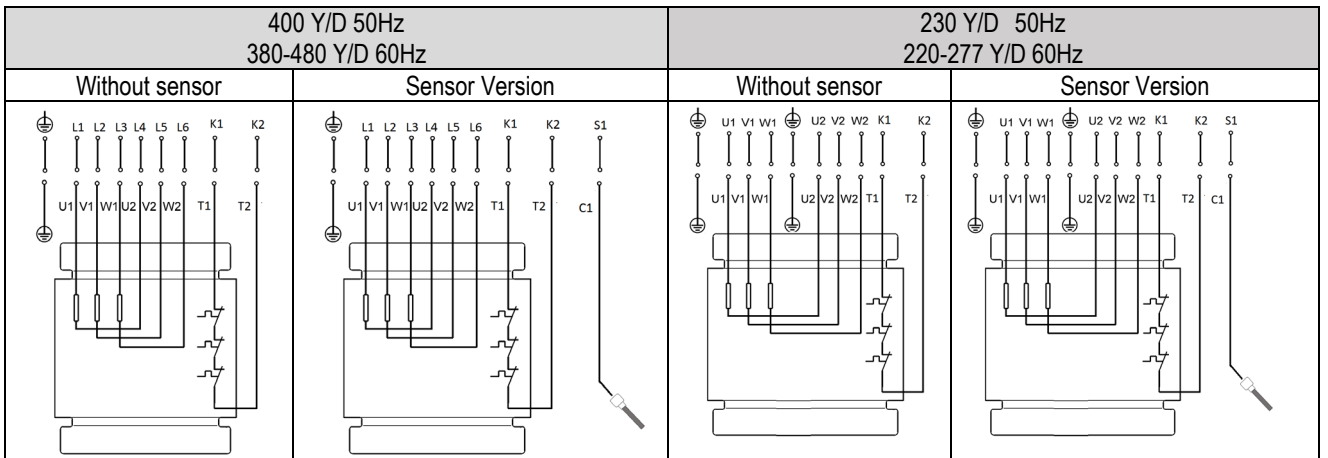 400 Y/D 50Hz
380-480 Y/D 60Hz
230 Y/D 50Hz
220-277 Y/D 60Hz
Without sensor
Sensor Version
Without sensor
Sensor Version
L1 L2 L3 L4 L5 L6 K1 K2
U1 V1 W1 U2 V2 W2 T1 T2
L1 L2 L3 L4 L5 L6 K1 K2 S1
U1 V1 W1 U2 V2 W2 T1 T2 C1
U1 V1 W1 U2 V2 W2 K1 K2
U1 V1 W1 U2 V2 W2 T1 T2
U1 V1 W1 U2 V2 W2 K1 K2 S1
U1 V1 W1 U2 V2 W2 T1 T2 C1